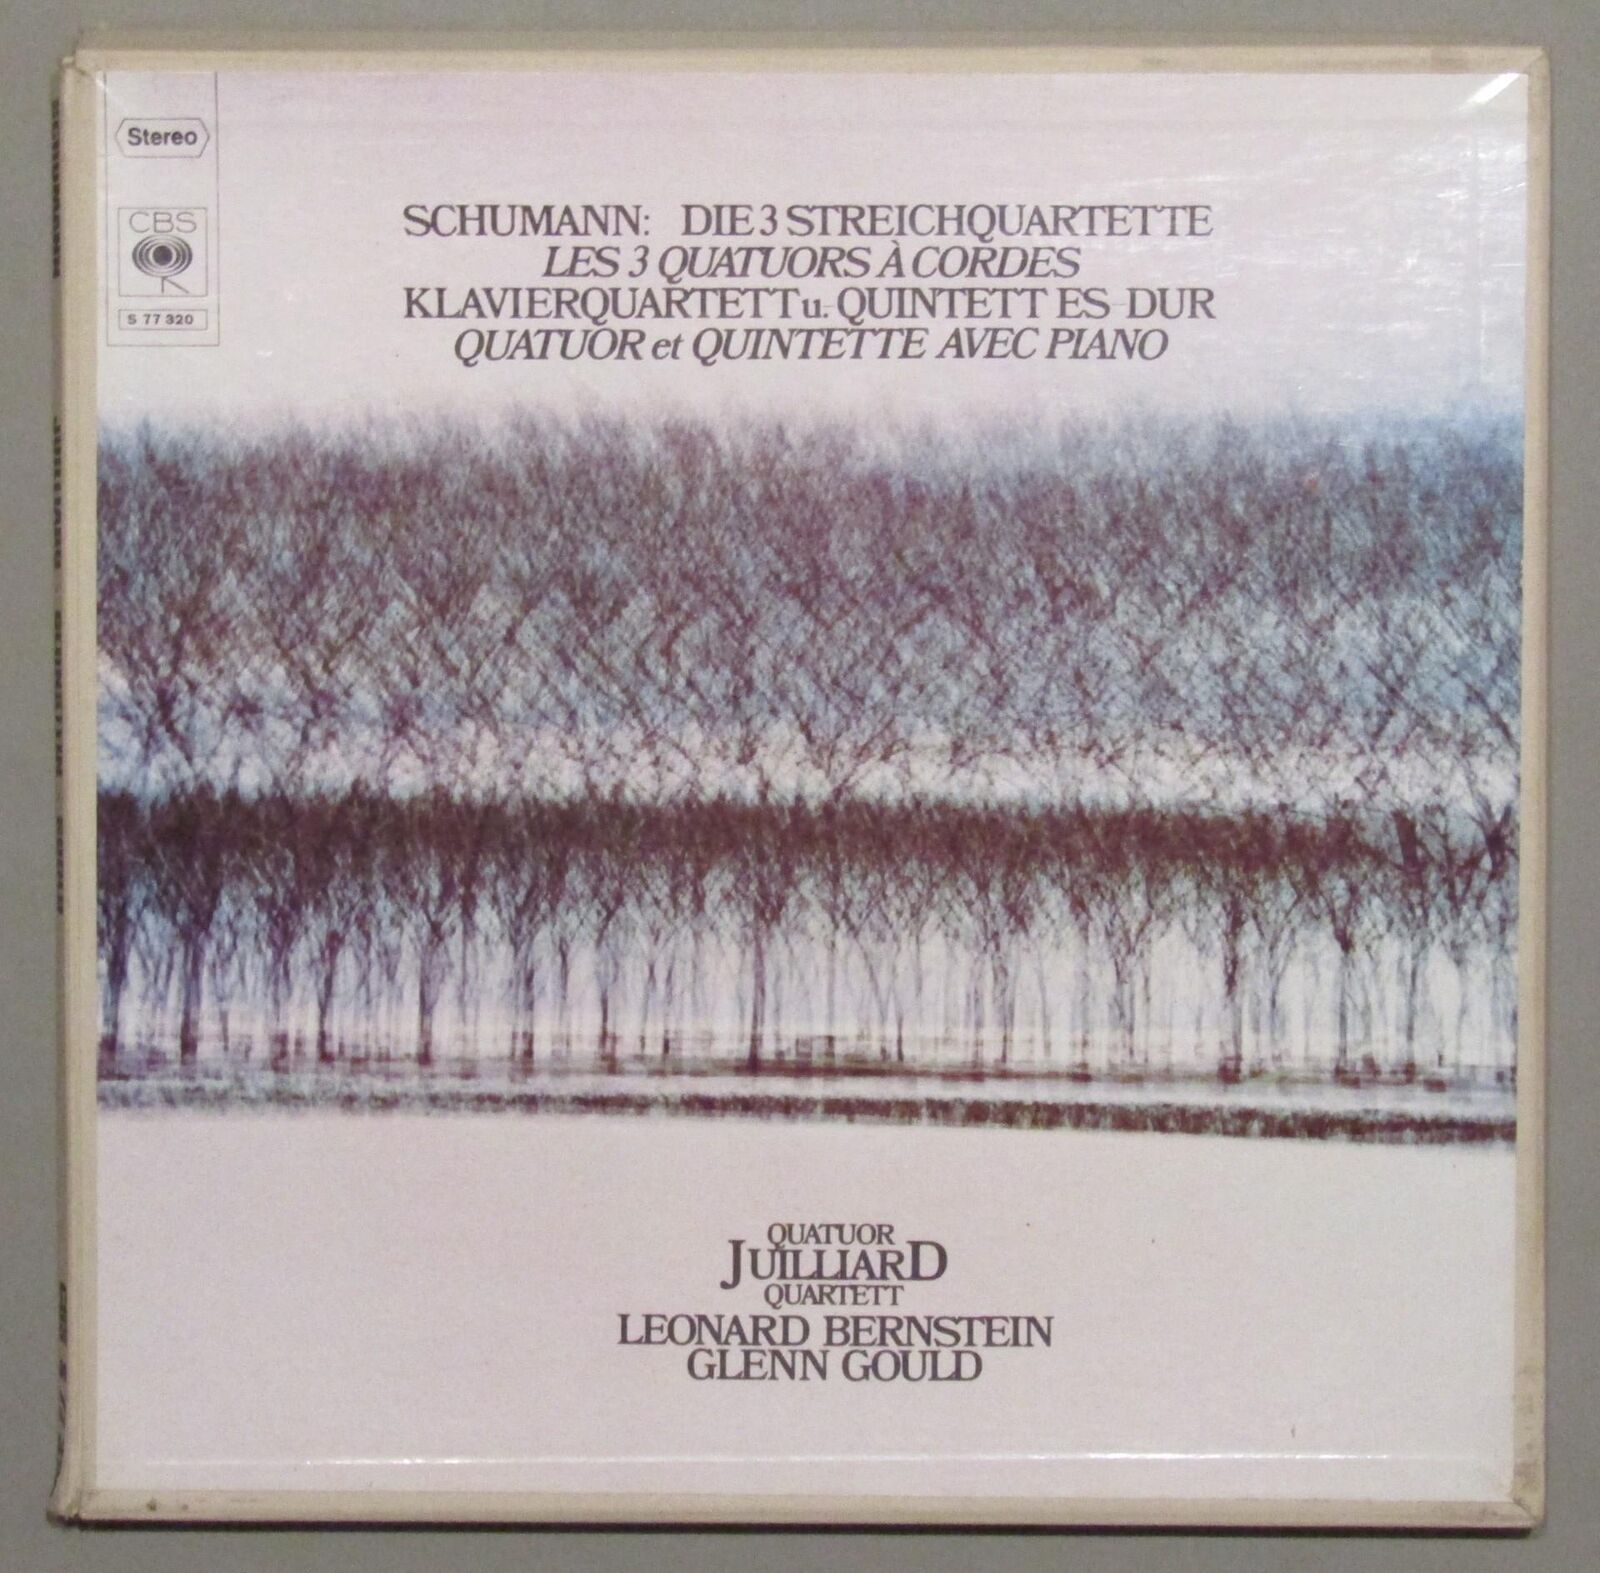 Stereo
CBS
S 77 320
SCHUMANN: DIE 3 STREICHQUARTETTE
LES 3 QUATUORS À CORDES
KLAVIERQUARTETT u. QUINTETT ES-DUR
QUATUOR et QUINTETTE AVEC PIANO
QUATUOR
JUILLIARD
QUARTETT
LEONARD BERNSTEIN
GLENN GOULD